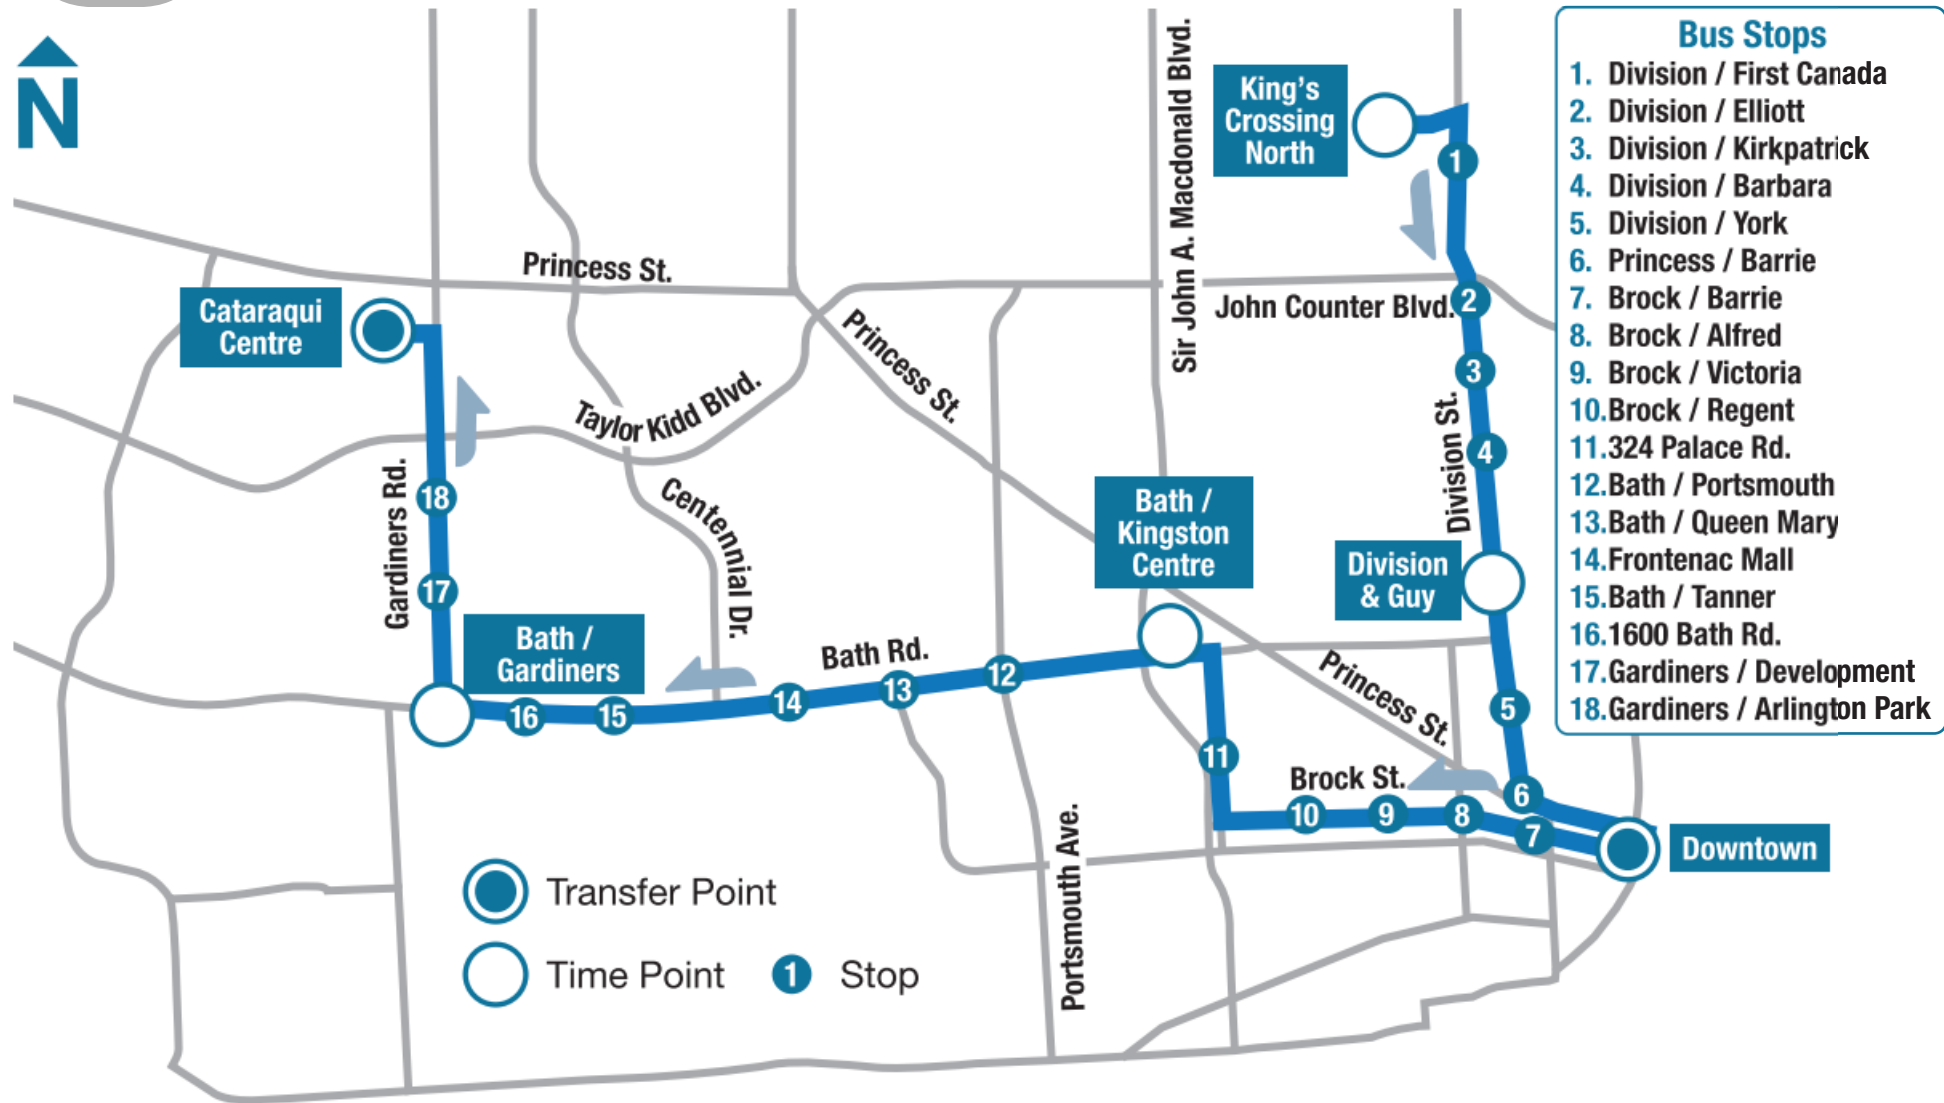 N
Bus Stops
1. Division / First Canada
2. Division / Elliott
3. Division / Kirkpatrick
4. Division / Barbara
5. Division / York
6. Princess / Barrie
7. Brock / Barrie
8. Brock / Alfred
9. Brock / Victoria
10. Brock / Regent
11. 324 Palace Rd.
12. Bath / Portsmouth
13. Bath / Queen Mary
14. Frontenac Mall
15. Bath / Tanner
16. 1600 Bath Rd.
17. Gardiners / Development
18. Gardiners / Arlington Park
King's
Crossing
North
1
Sir John A. Macdonald Blvd.
Princess St.
John Counter Blvd.
2
Cataraqui
Centre
Princess St.
3
Taylor Kidd Blvd.
Division St.
4
Gardiners Rd.
18
Centennial Dr.
Bath /
Kingston
Centre
Division
& Guy
17
Bath /
Gardiners
Bath Rd.
Princess St.
16
15
14
13
12
5
11
Brock St.
10
9
8
6
7
Downtown
Portsmouth Ave.
Transfer Point
Time Point
1 Stop